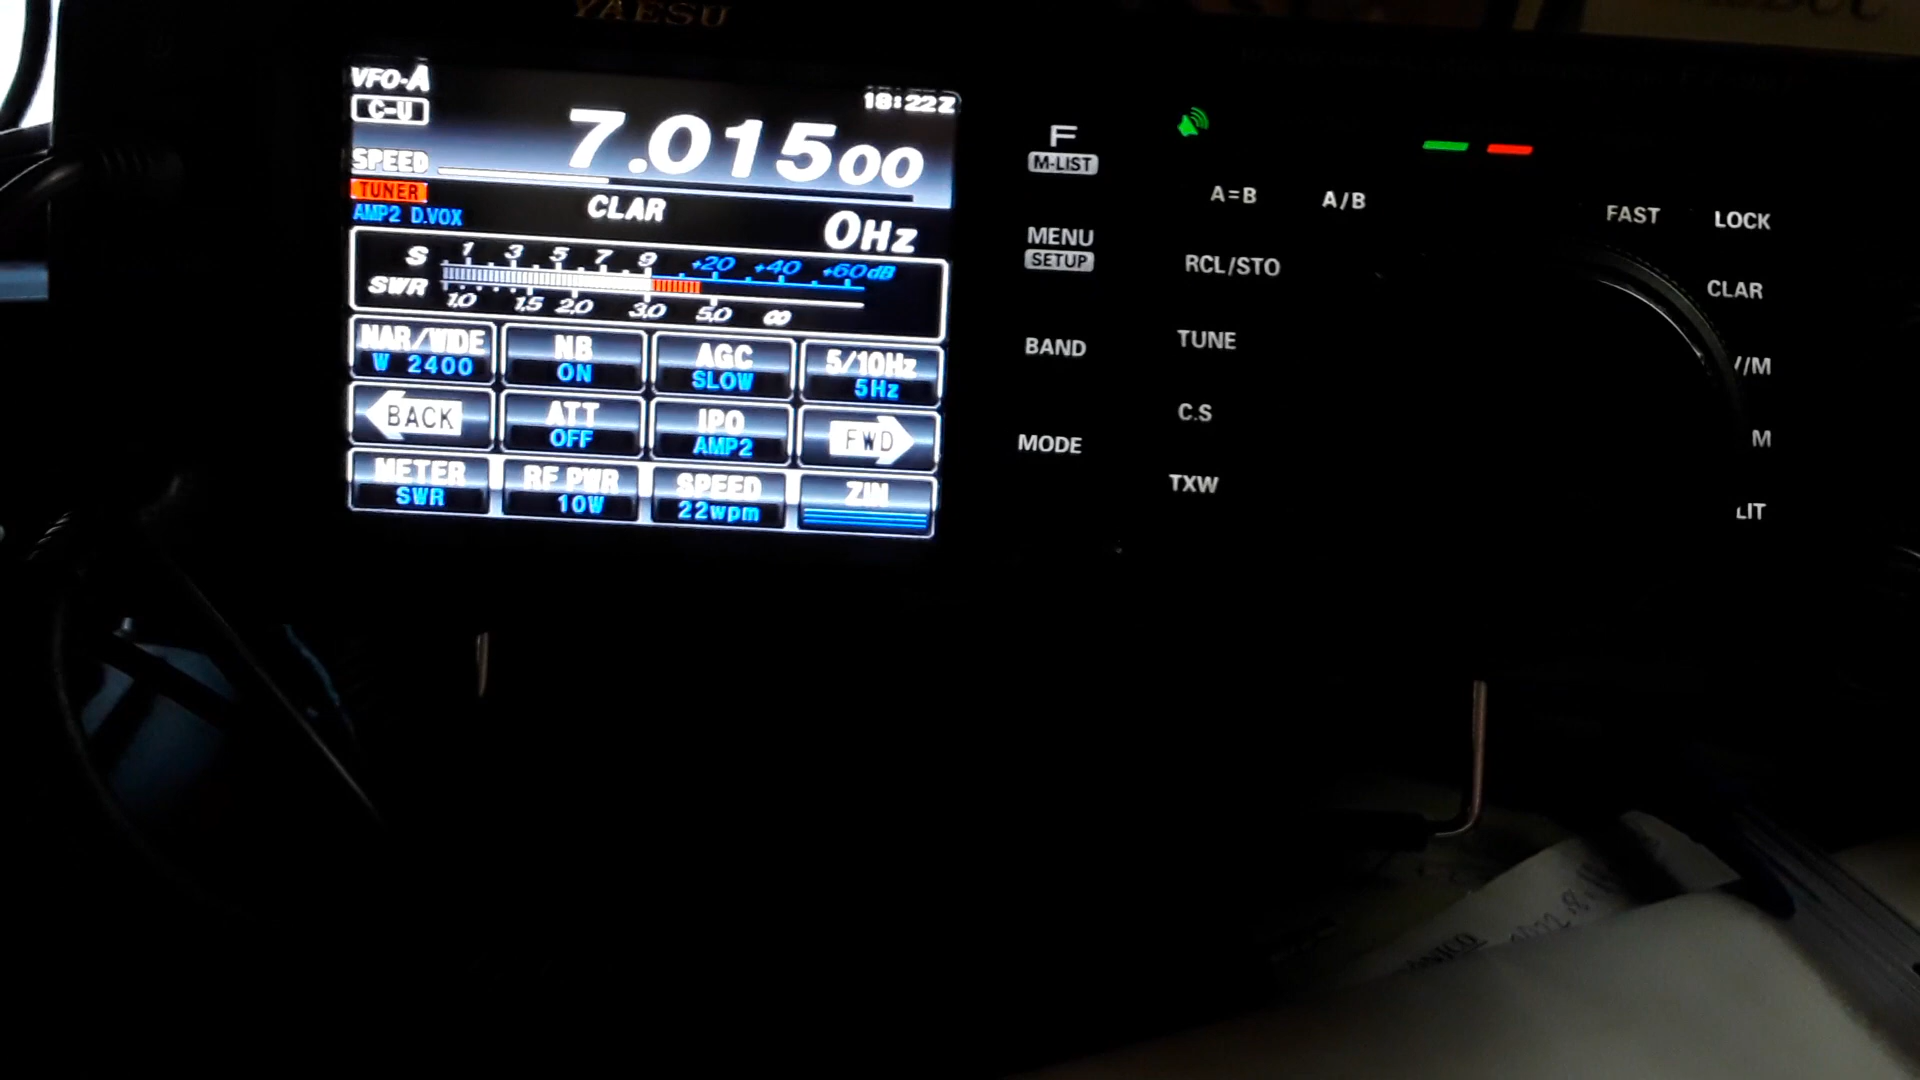 YAESU
VFO-A
18:22Z
C-U
7.01500
SPEED
TUNER
AMP2 D.VOX
CLAR
0Hz
S 1 3 5 7 9 +20 +40 +60dB
SWR
1.0 1.5 2.0 3.0 5.0 ∞
NAR/WIDE NB AGC 5/10Hz
W 2400 ON SLOW 5Hz
BACK ATT IPO FWD
OFF AMP2
METER RF PWR SPEED ZIN
SWR 10W 22wpm
F
M-LIST
MENU
SETUP
BAND
MODE
A=B A/B
RCL/STO
TUNE
C.S
TXW
FAST LOCK
CLAR
/M
M
LIT